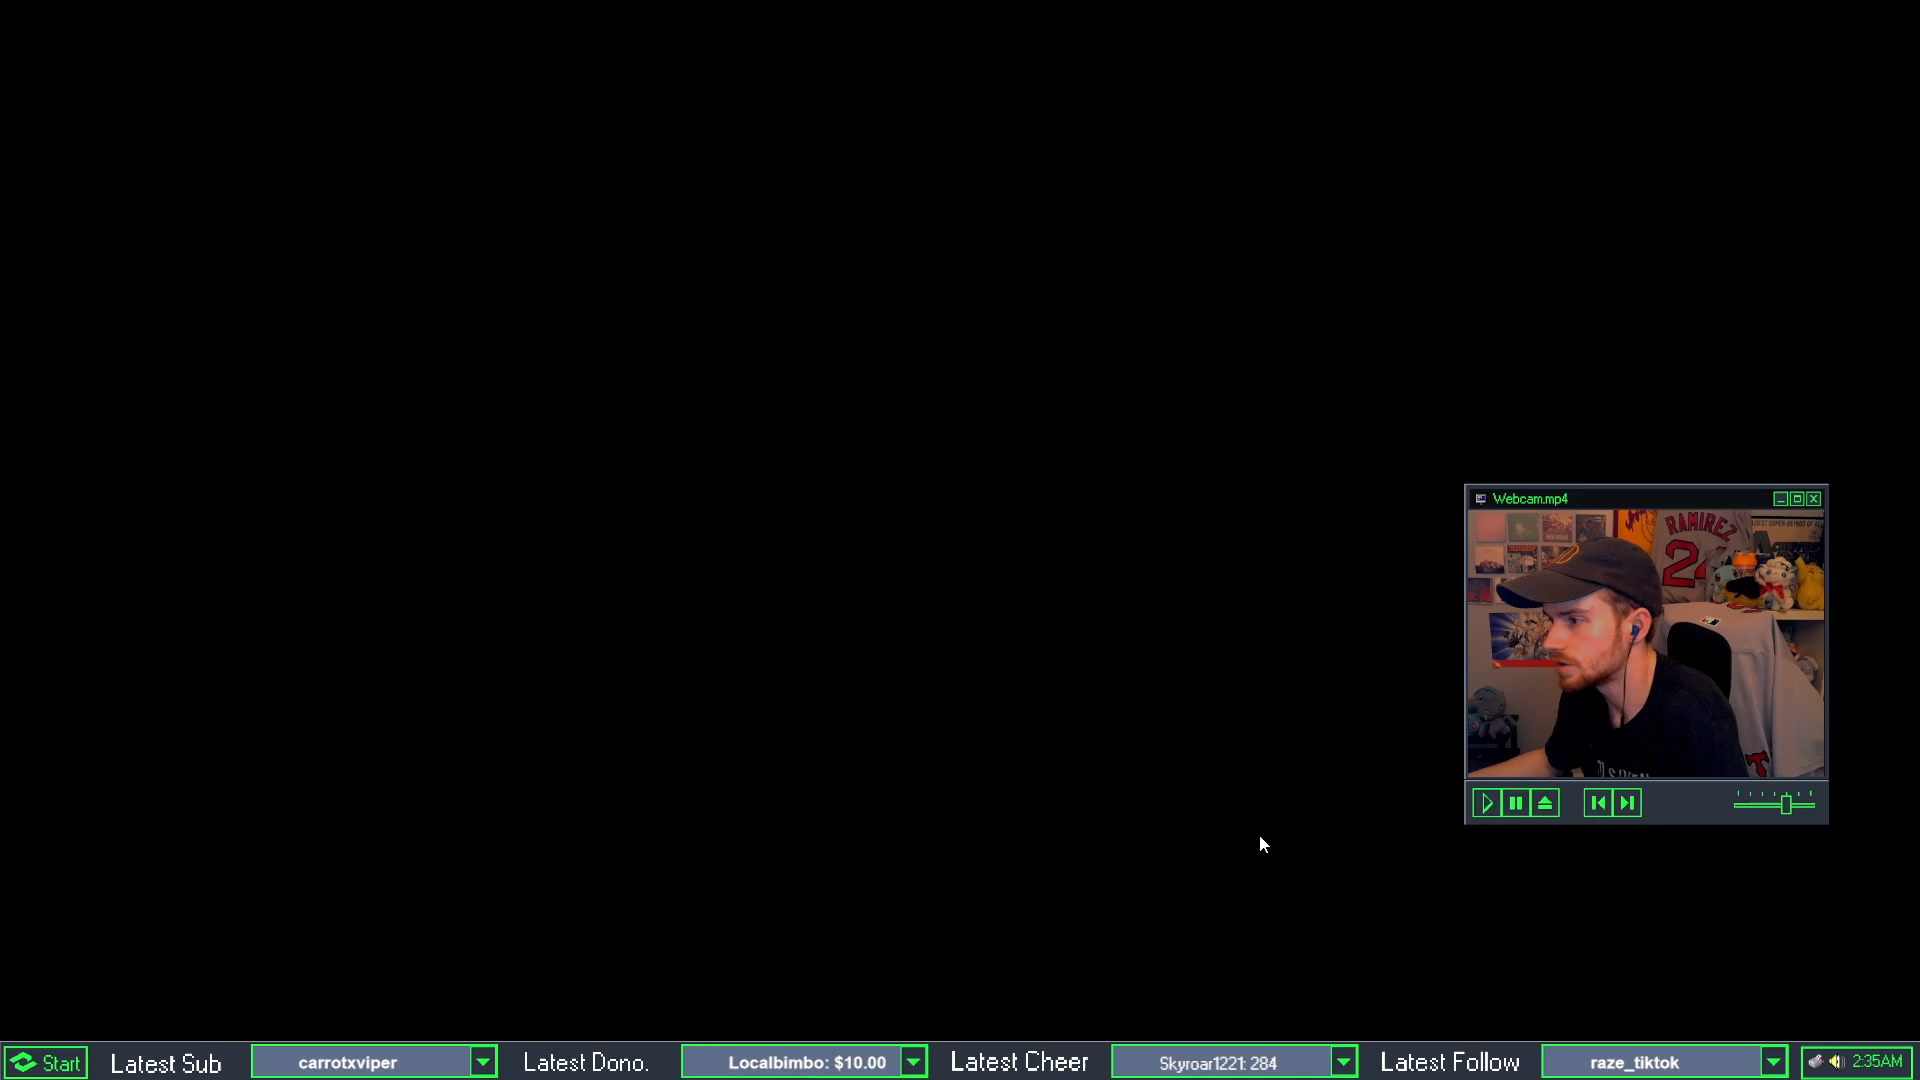 Webcam.mp4
RAMIREZ
Start
Latest Sub
carrotxviper
Latest Dono.
Localbimbo: $10.00
Latest Cheer
Skyroar1221: 284
Latest Follow
raze_tiktok
2:35AM